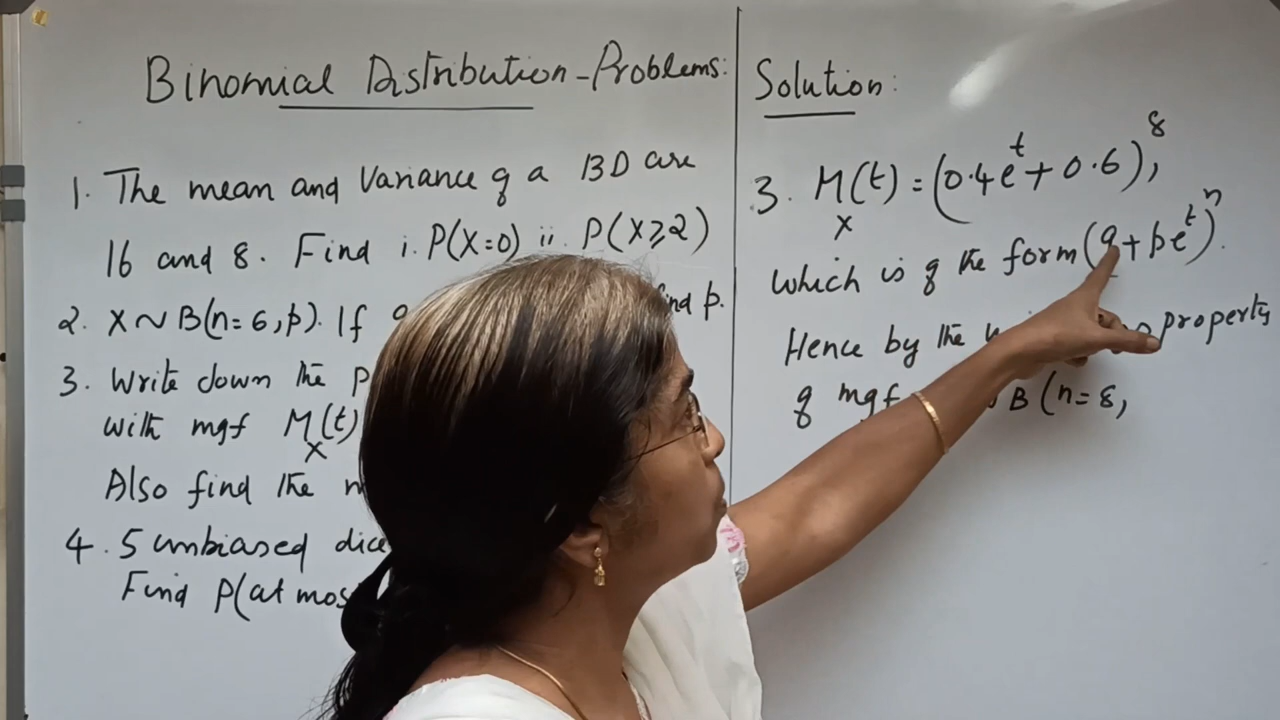 Binomial Distribution-Problems:
1. The mean and Variance of a BD are
16 and 8. Find i. P(X=0) ii. P(X≥2)
2. X~B(n=6,p). If find p.
3. Write down the
with mgf M_X(t)
Also find the
4. 5 unbiased dice
Find P(at mos
Solution:
3. M_X(t) = (0.4e^t + 0.6)^8,
Which is of the form (q + pe^t)^n.
Hence by the property
of mgf B(n=8,